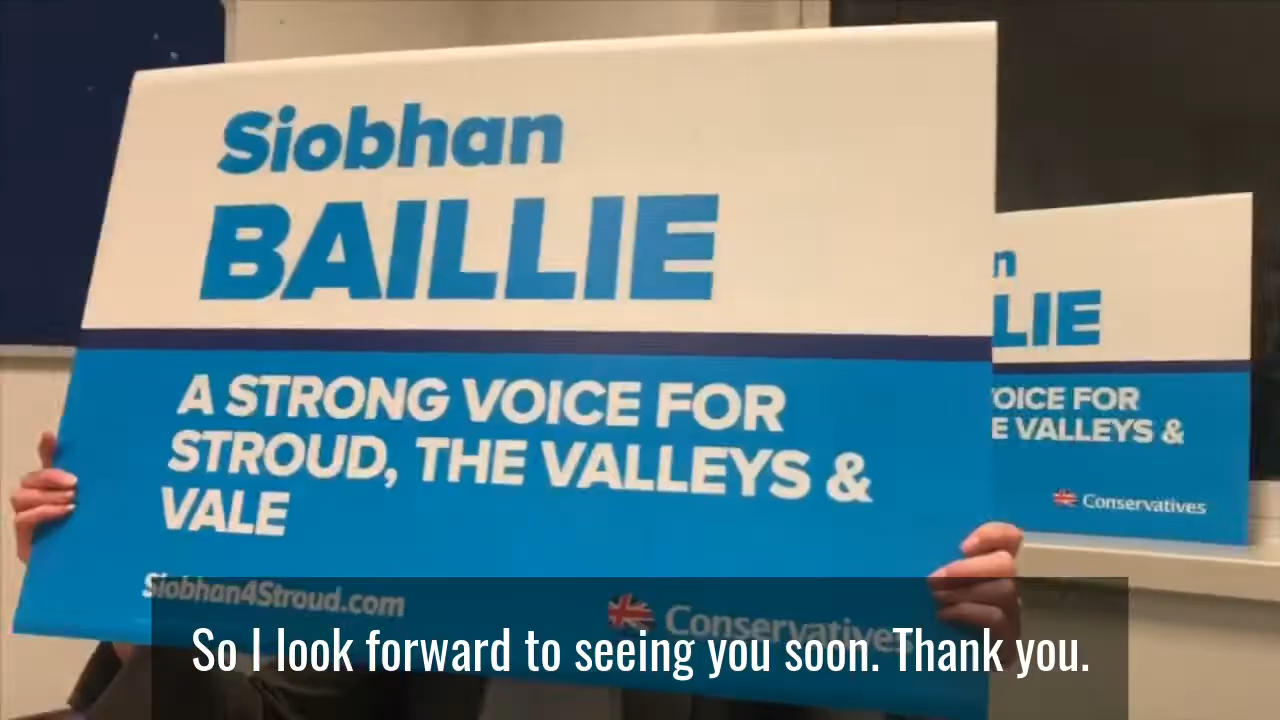 Siobhan
BAILLIE
A STRONG VOICE FOR
STROUD, THE VALLEYS &
VALE
Siobhan4Stroud.com
Conservatives
n
LIE
OICE FOR
E VALLEYS &
Conservatives
So I look forward to seeing you soon. Thank you.